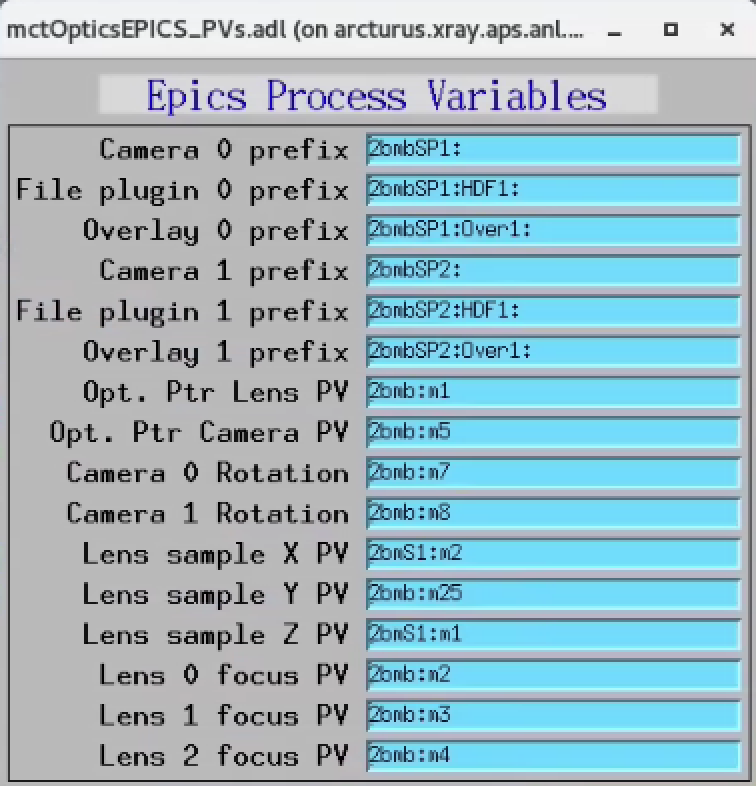 mctOpticsEPICS_PVs.adl (on arcturus.xray.aps.anl....
Epics Process Variables
Camera 0 prefix 2bmbSP1:
File plugin 0 prefix 2bmbSP1:HDF1:
Overlay 0 prefix 2bmbSP1:Over1:
Camera 1 prefix 2bmbSP2:
File plugin 1 prefix 2bmbSP2:HDF1:
Overlay 1 prefix 2bmbSP2:Over1:
Opt. Ptr Lens PV 2bmb:m1
Opt. Ptr Camera PV 2bmb:m5
Camera 0 Rotation 2bmb:m7
Camera 1 Rotation 2bmb:m8
Lens sample X PV 2bmS1:m2
Lens sample Y PV 2bmb:m25
Lens sample Z PV 2bmS1:m1
Lens 0 focus PV 2bmb:m2
Lens 1 focus PV 2bmb:m3
Lens 2 focus PV 2bmb:m4